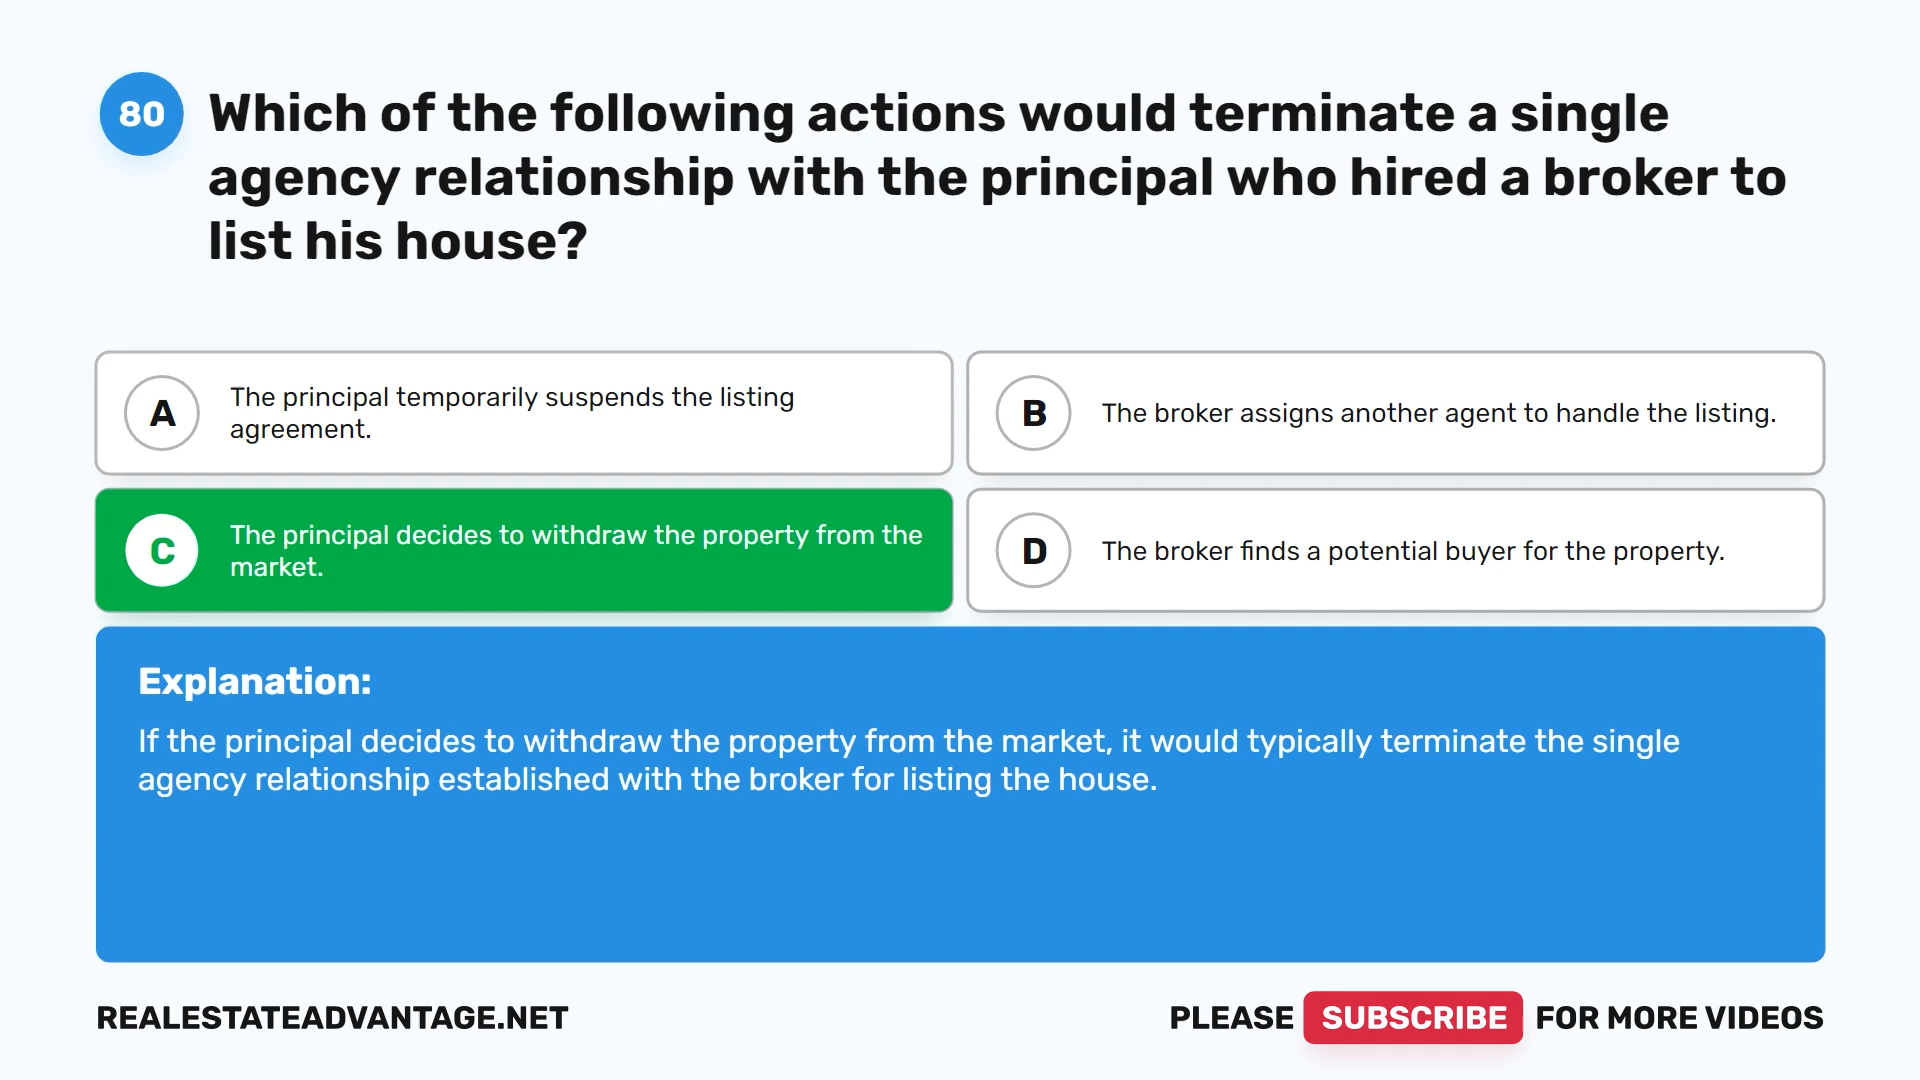 80
Which of the following actions would terminate a single
agency relationship with the principal who hired a broker to
list his house?
A
The principal temporarily suspends the listing
agreement.
B
The broker assigns another agent to handle the listing.
C
The principal decides to withdraw the property from the
market.
D
The broker finds a potential buyer for the property.
Explanation:
If the principal decides to withdraw the property from the market, it would typically terminate the single
agency relationship established with the broker for listing the house.
REALESTATEADVANTAGE.NET
PLEASE SUBSCRIBE FOR MORE VIDEOS